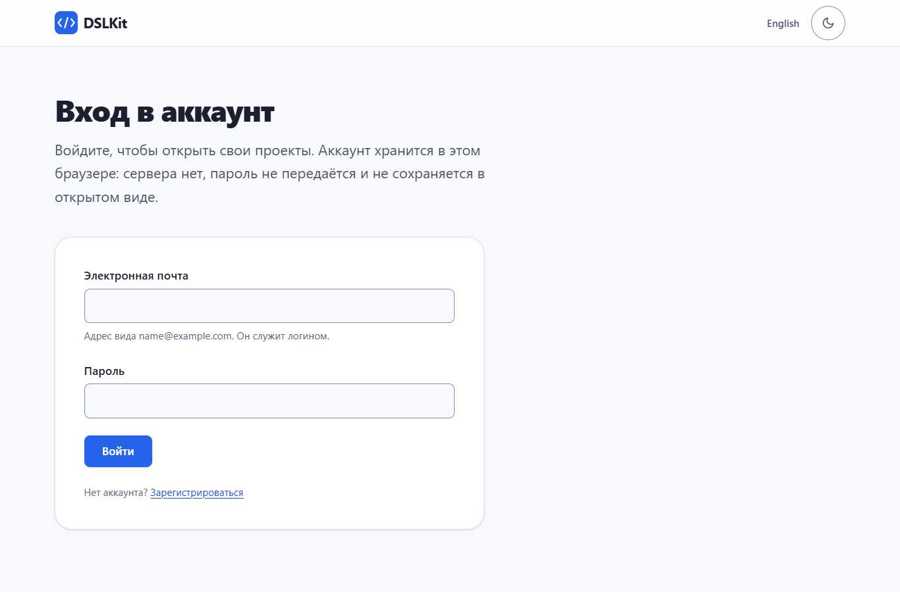 </> DSLKit
English
Вход в аккаунт
Войдите, чтобы открыть свои проекты. Аккаунт хранится в этом
браузере: сервера нет, пароль не передаётся и не сохраняется в
открытом виде.
Электронная почта
Адрес вида name@example.com. Он служит логином.
Пароль
Войти
Нет аккаунта? Зарегистрироваться